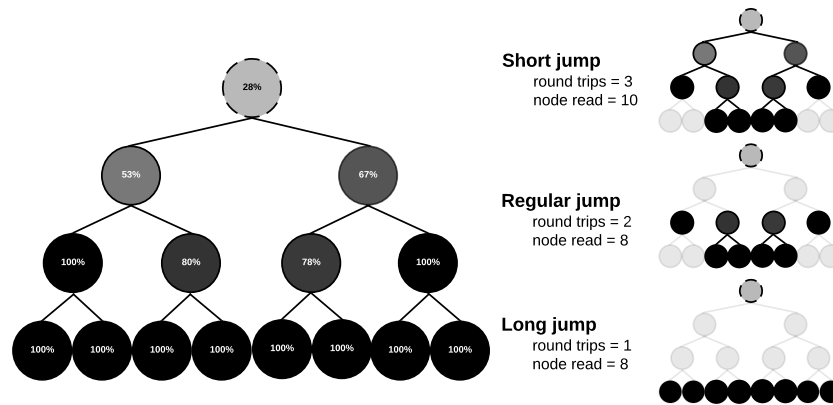 28%
53%
67%
100%
80%
78%
100%
100%
100%
100%
100%
100%
100%
100%
100%
Short jump
round trips = 3
node read = 10
Regular jump
round trips = 2
node read = 8
Long jump
round trips = 1
node read = 8